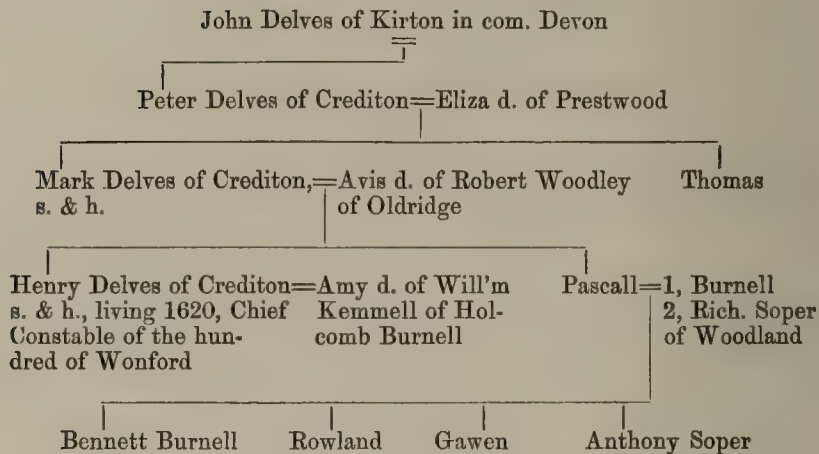 John Delves of Kirton in com. Devon
Peter Delves of Crediton=Eliza d. of Prestwood
Mark Delves of Crediton,=Avis d. of Robert Woodley Thomas
s. & h. of Oldridge
Henry Delves of Crediton=Amy d. of Will'm Pascall=1, Burnell
s. & h., living 1620, Chief Kemmell of Hol- 2, Rich. Soper
Constable of the hun- comb Burnell of Woodland
dred of Wonford
Bennett Burnell Rowland Gawen Anthony Soper